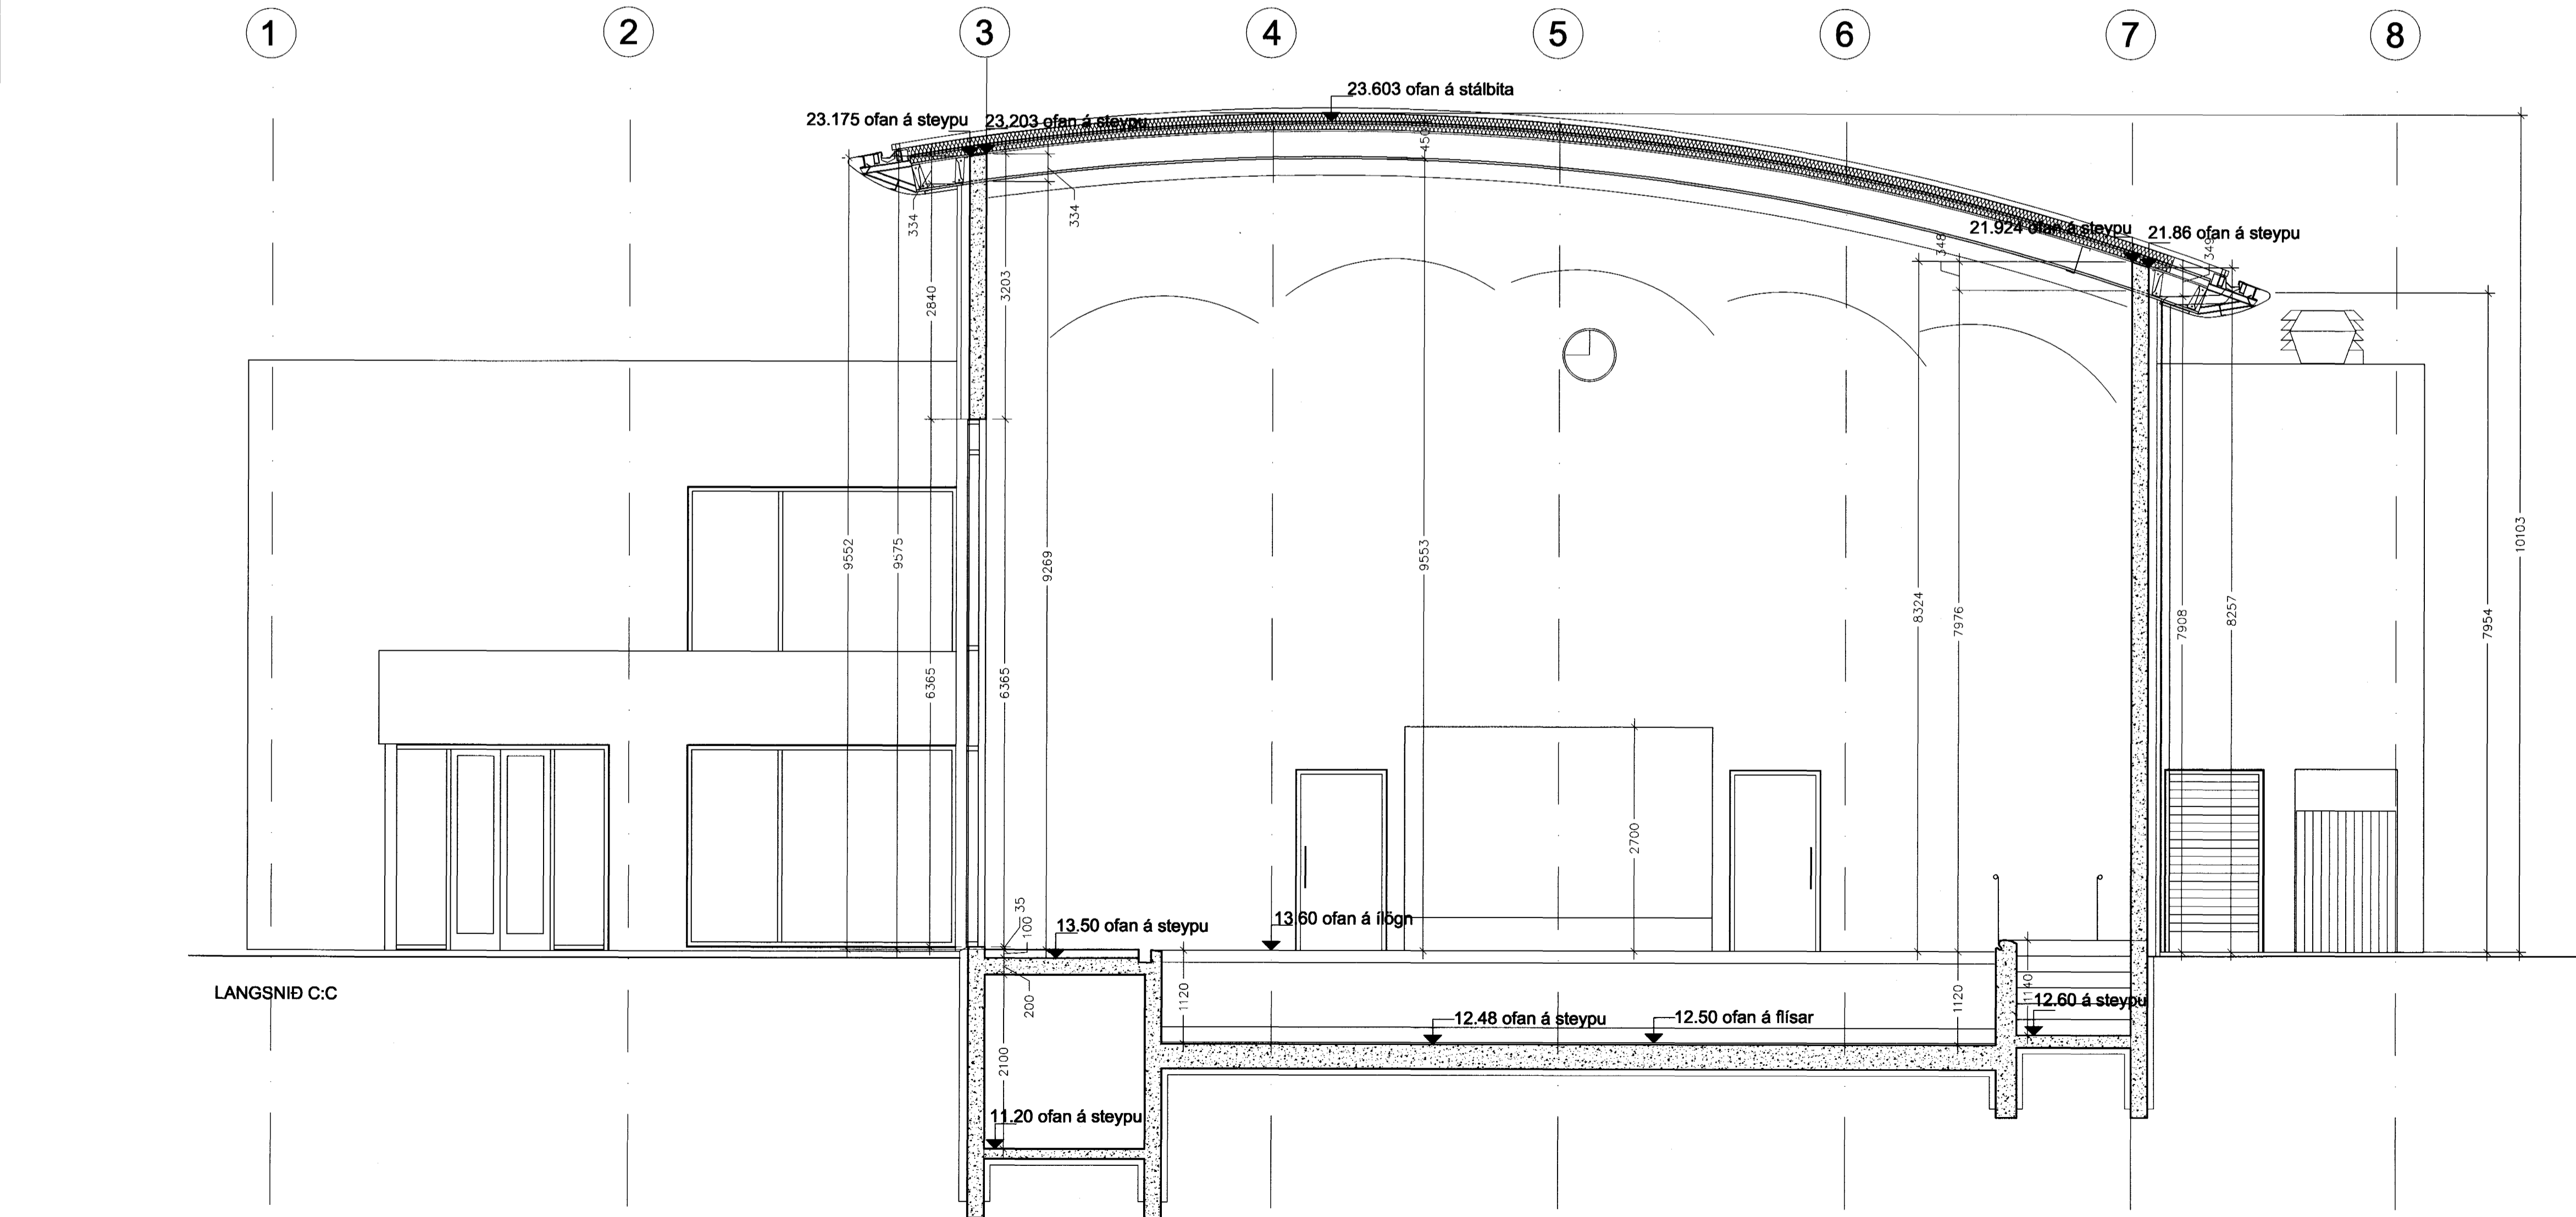 1 2 3 4 5 6 7 8
23.603 ofan á stálbita
23.175 ofan á steypu
23.203 ofan á steypu
450
334
334
21.924 ofan á steypu
21.86 ofan á steypu
348
349
2840
3203
9552
9575
9269
9553
10103
8324
7976
7908
8257
7954
6365
6365
2700
35
100
13.50 ofan á steypu
13.60 ofan á ílögn
LANGSNIÐ C:C
200
1120
1120
1140
12.60 á steypu
12.48 ofan á steypu
12.50 ofan á flísar
2100
11.20 ofan á steypu